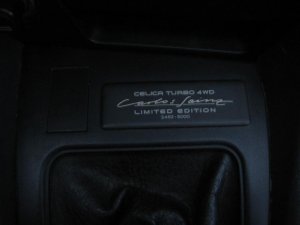 CELICA TURBO 4WD
Carlos Sainz
LIMITED EDITION